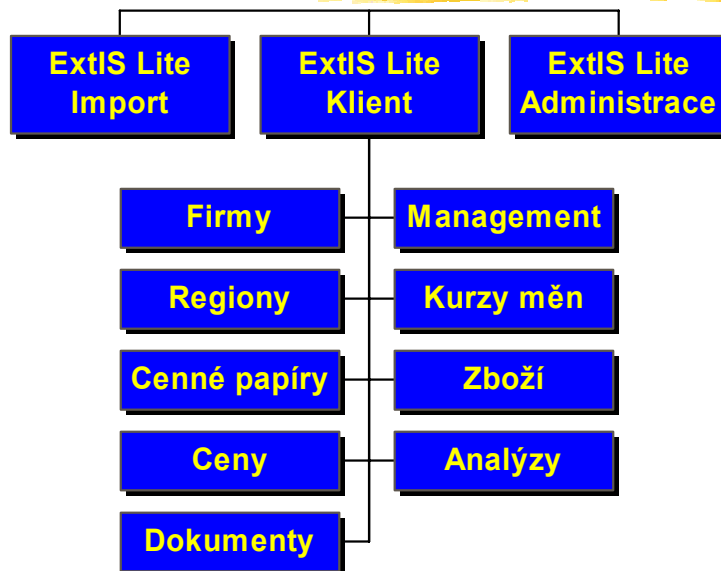 ExtIS Lite
Import
ExtIS Lite
Klient
ExtIS Lite
Administrace
Firmy
Management
Regiony
Kurzy měn
Cenné papíry
Zboží
Ceny
Analýzy
Dokumenty